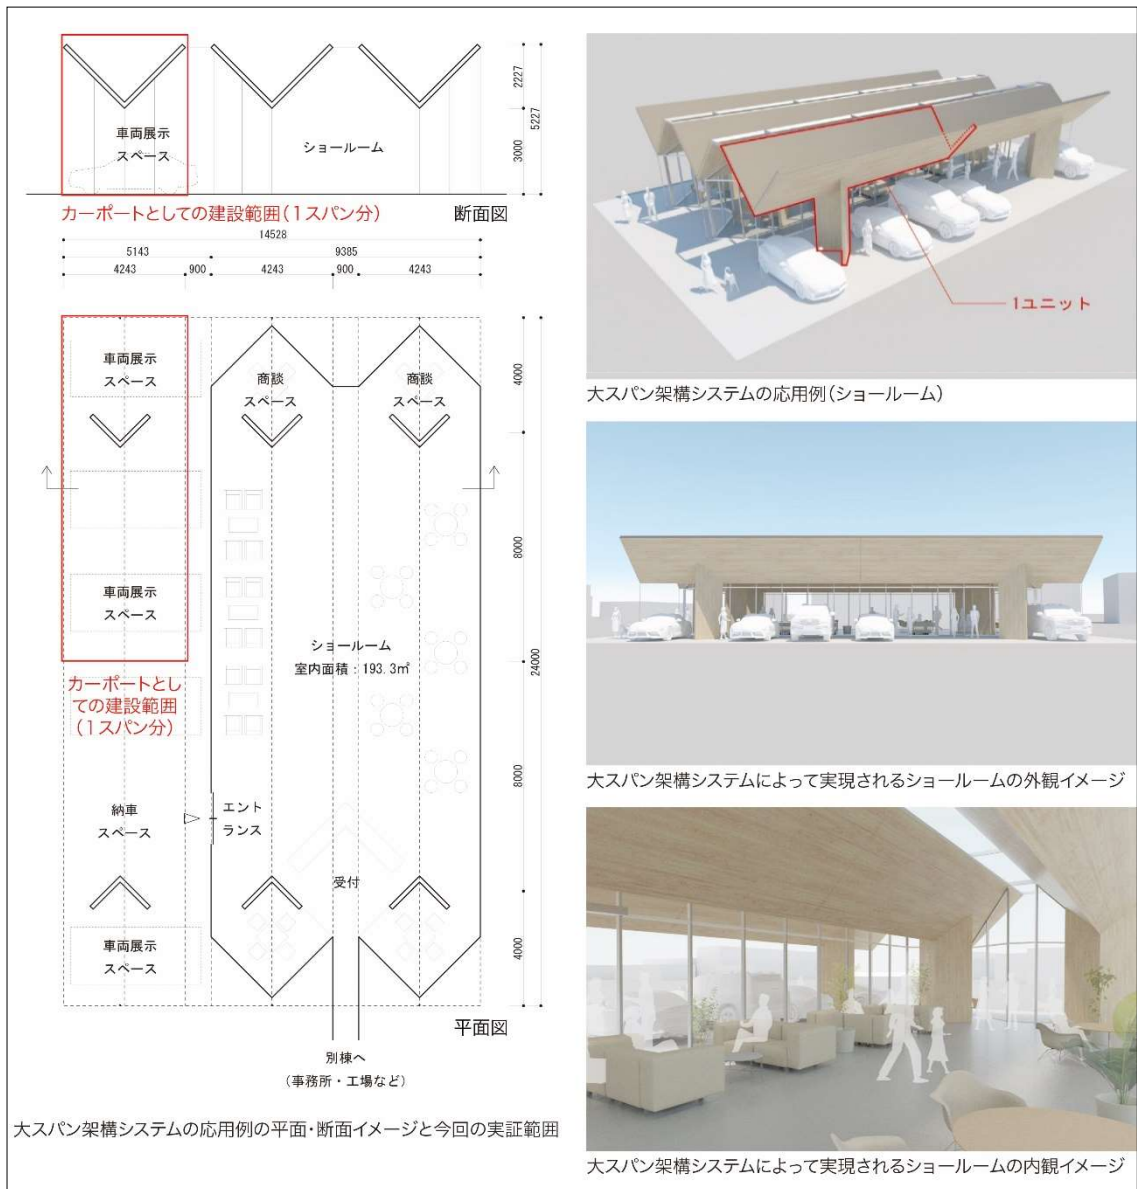 車両展示
スペース
ショールーム
2227
3000
5227
カーポートとしての建設範囲(1スパン分)
断面図
14528
5143
9385
4243
900
4243
900
4243
車両展示
スペース
商談
スペース
商談
スペース
4000
車両展示
スペース
8000
ショールーム
室内面積：193.3㎡
24000
カーポートとし
ての建設範囲
(1スパン分)
8000
納車
スペース
エント
ランス
受付
車両展示
スペース
4000
平面図
別棟へ
(事務所・工場など)
大スパン架構システムの応用例の平面・断面イメージと今回の実証範囲
1ユニット
大スパン架構システムの応用例(ショールーム)
大スパン架構システムによって実現されるショールームの外観イメージ
大スパン架構システムによって実現されるショールームの内観イメージ